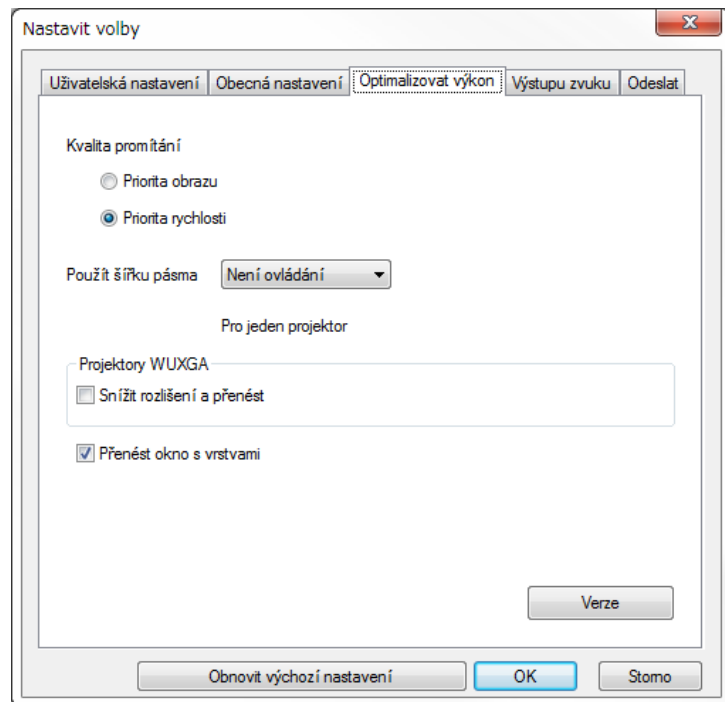 Nastavit volby
Uživatelská nastavení Obecná nastavení Optimalizovat výkon Výstupu zvuku Odeslat
Kvalita promítání
Priorita obrazu
Priorita rychlosti
Použít šířku pásma Není ovládání
Pro jeden projektor
Projektory WUXGA
Snížit rozlišení a přenést
Přenést okno s vrstvami
Verze
Obnovit výchozí nastavení OK Storno